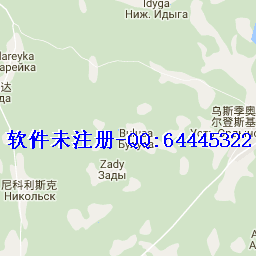 Idyga
Ниж. Идыга
lareyka
арейка
达
да
乌斯季奥
尔登斯基
软件未注册-QQ:64445322
Zady
Зады
尼科利斯克
Никольск